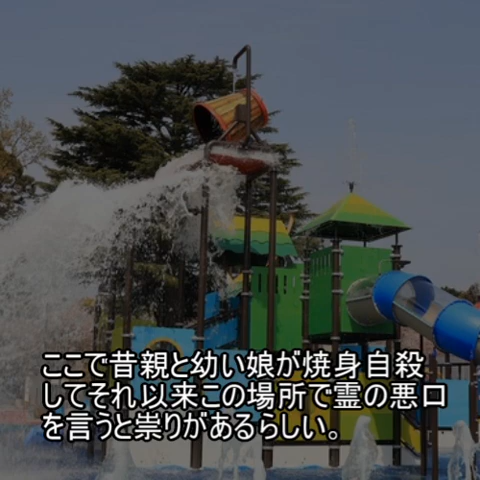 ここで昔親と幼い娘が焼身自殺
してそれ以来この場所で霊の悪口
を言うと祟りがあるらしい。